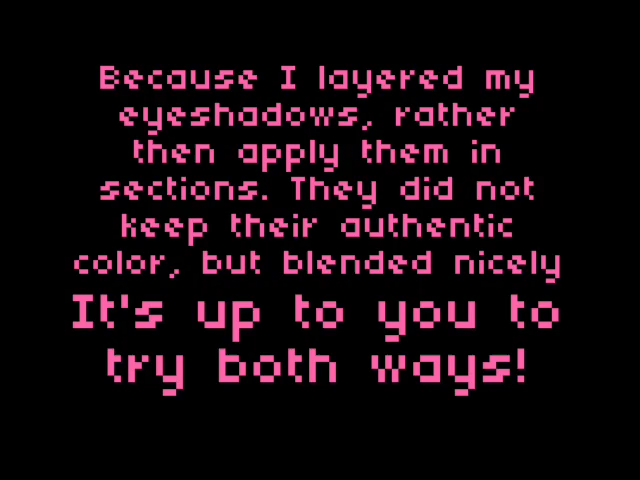 Because I layered my
eyeshadows, rather
then apply them in
sections. They did not
keep their authentic
color, but blended nicely
It's up to you to
try both ways!